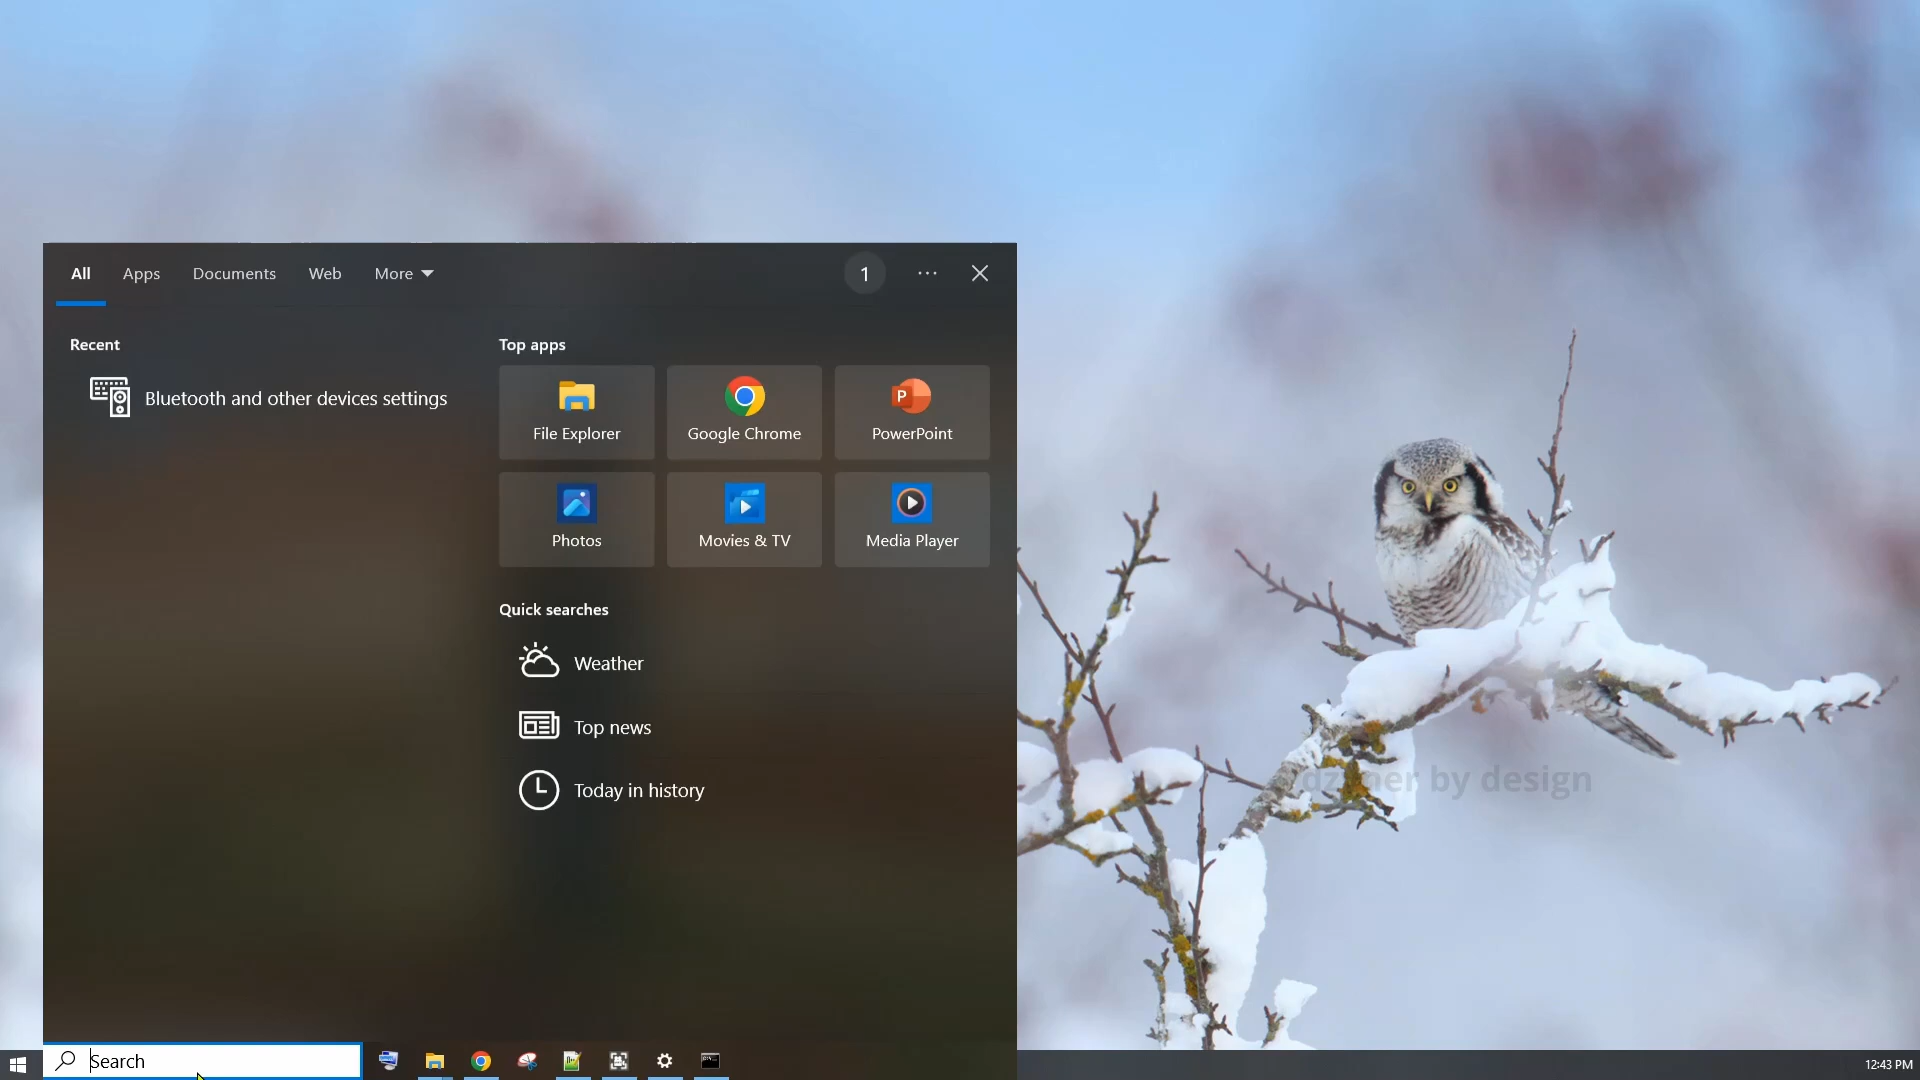 All Apps Documents Web More 1
Recent
Bluetooth and other devices settings
Top apps
File Explorer Google Chrome PowerPoint
Photos Movies & TV Media Player
Quick searches
Weather
Top news
Today in history
by design
Search
12:43 PM